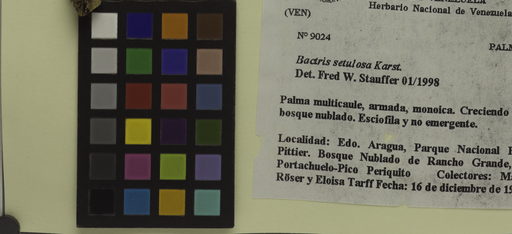 Herbario Nacional de Venezuela
(VEN)
Nº 9024
Bactris setulosa Karst.
Det. Fred W. Stauffer 01/1998
Palma multicaule, armada, monoica. Creciendo
bosque nublado. Esciofila y no emergente.
Localidad: Edo. Aragua, Parque Nacional
Pittier. Bosque Nublado de Rancho Grande,
Portachuelo-Pico Periquito Colectores:
Röser y Eloisa Tarff Fecha: 16 de diciembre de